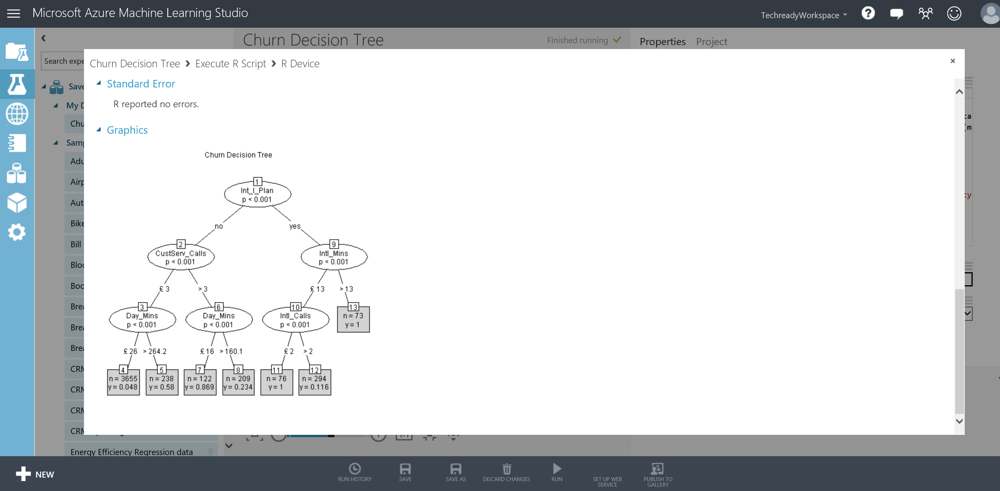 Microsoft Azure Machine Learning Studio
TechreadyWorkspace
Churn Decision Tree
Finished running
Properties Project
Search expe
Churn Decision Tree › Execute R Script › R Device
Standard Error
R reported no errors.
Graphics
Save
My D
Chu
Samp
Adu
Airp
Aut
Bike
Bill
Bloo
Boo
Brea
Brea
Brea
CRM
CRM
CRM
CRM
Energy Efficiency Regression data
ta
(m
ty
Churn Decision Tree
1
Int_l_Plan
p < 0.001
no yes
2
CustServ_Calls
p < 0.001
9
Intl_Mins
p < 0.001
£ 3 > 3 £ 13 > 13
3
Day_Mins
p < 0.001
6
Day_Mins
p < 0.001
10
Intl_Calls
p < 0.001
13
n = 73
y = 1
£ 26 > 264.2 £ 16 > 160.1 £ 2 > 2
4
n = 3655
y = 0.048
5
n = 238
y = 0.58
7
n = 122
y = 0.869
8
n = 209
y = 0.234
11
n = 76
y = 1
12
n = 294
y = 0.116
NEW
RUN HISTORY
SAVE
SAVE AS
DISCARD CHANGES
RUN
SET UP WEB
SERVICE
PUBLISH TO
GALLERY